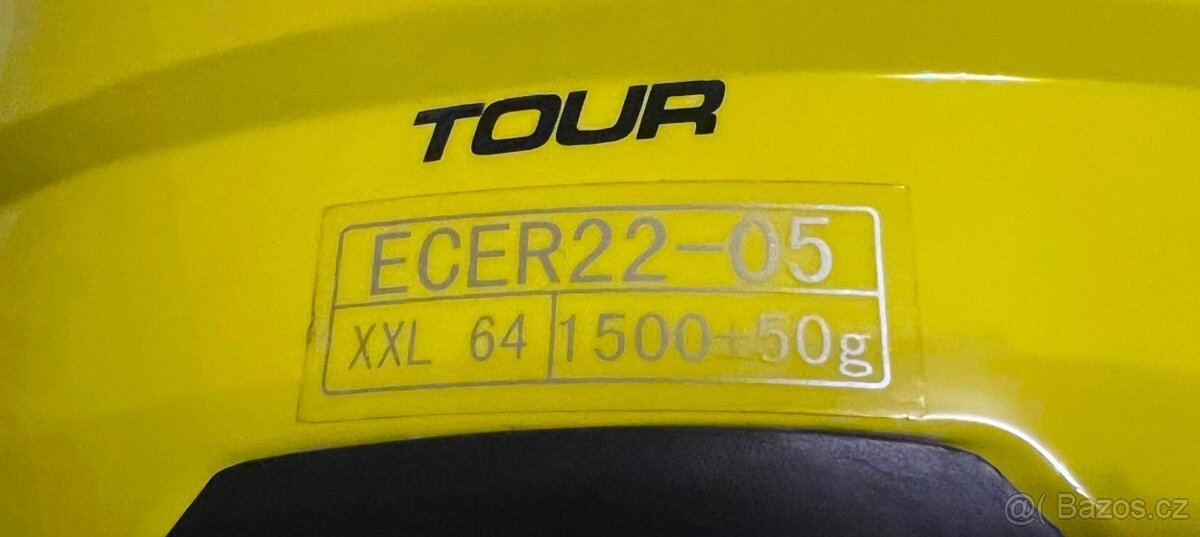 TOUR
ECER22-05
XXL 64 1500+50g
@( Bazos.cz